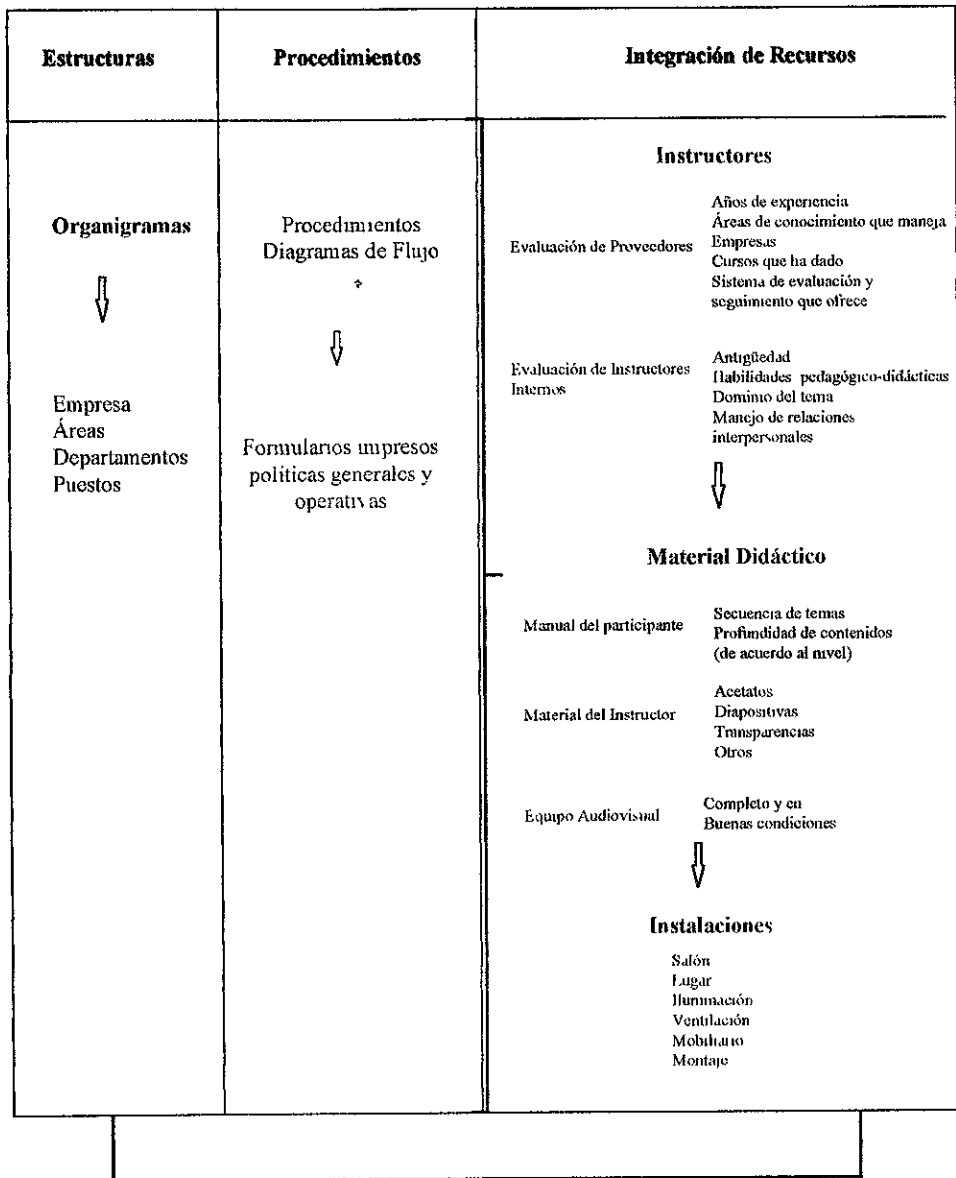 Estructuras
Procedimientos
Integración de Recursos
Organigramas
Empresa
Áreas
Departamentos
Puestos
Procedimientos
Diagramas de Flujo
Formularios impresos
políticas generales y
operativas
Instructores
Evaluación de Proveedores
Años de experiencia
Áreas de conocimiento que maneja
Empresas
Cursos que ha dado
Sistema de evaluación y
seguimiento que ofrece
Evaluación de Instructores
Internos
Antigüedad
Habilidades pedagógico-didácticas
Dominio del tema
Manejo de relaciones
interpersonales
Material Didáctico
Manual del participante
Secuencia de temas
Profundidad de contenidos
(de acuerdo al nivel)
Material del Instructor
Acetatos
Diapositivas
Transparencias
Otros
Equipo Audiovisual
Completo y en
Buenas condiciones
Instalaciones
Salón
Lugar
Iluminación
Ventilación
Mobiliario
Montaje